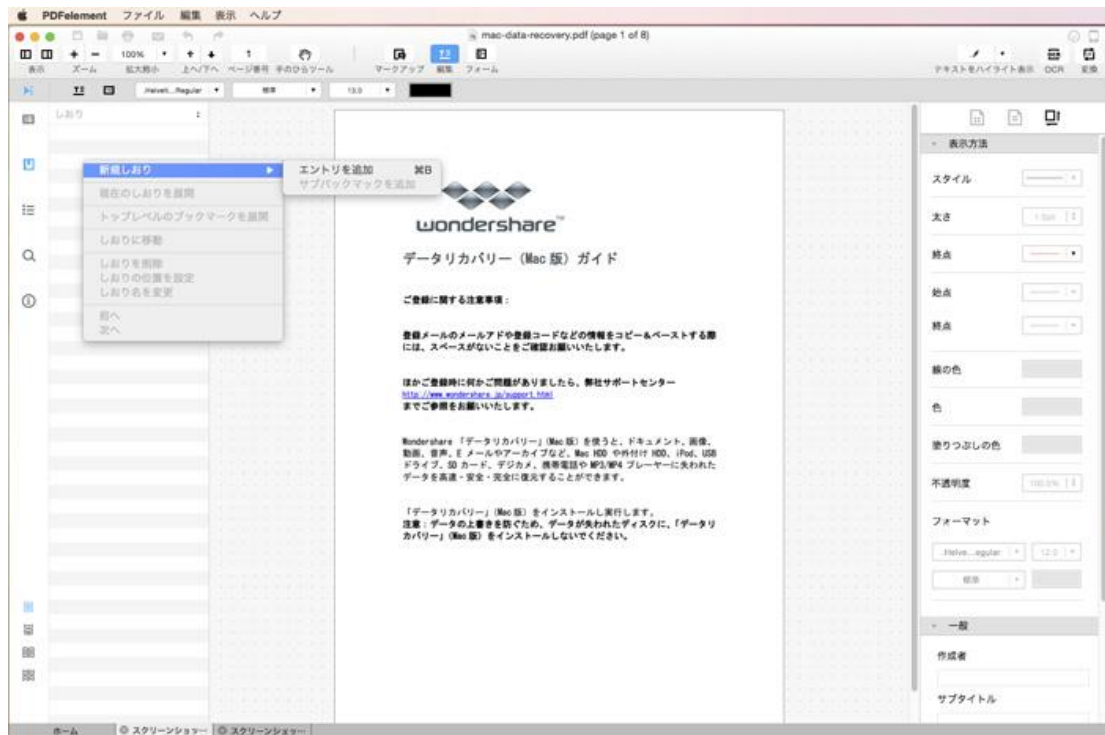 PDFelement ファイル 編集 表示 ヘルプ
mac-data-recovery.pdf (page 1 of 8)
100% 1
表示 ズーム 拡大縮小 上へ/下へ ページ番号 手のひらツール マークアップ 編集 フォーム テキストをハイライト表示 OCR 変換
.Helveti...Regular 標準 13.0
しおり
新規しおり
エントリを追加 ⌘B
サブバックマックを追加
現在のしおりを展開
トップレベルのブックマークを展開
しおりに移動
しおりを削除
しおりの位置を設定
しおり名を変更
前へ
次へ
wondershare™
データリカバリー（Mac 版）ガイド
ご登録に関する注意事項：
登録メールのメールアドや登録コードなどの情報をコピー＆ペーストする際
には、スペースがないことをご確認お願いいたします。
ほかご登録時に何かご問題がありましたら、弊社サポートセンター
http://www.wondershare.jp/support.html
までご参照をお願いいたします。
Wondershare 「データリカバリー」(Mac 版) を使うと、ドキュメント、画像、
動画、音声、E メールやアーカイブなど、Mac HDD や外付け HDD、iPod、USB
ドライブ、SD カード、デジカメ、携帯電話や MP3/MP4 プレーヤーに失われた
データを高速・安全・完全に復元することができます。
「データリカバリー」(Mac 版) をインストールし実行します。
注意：データの上書きを防ぐため、データが失われたディスクに、「データリ
カバリー」(Mac 版) をインストールしないでください。
表示方法
スタイル
太さ
終点
始点
終点
線の色
色
塗りつぶしの色
不透明度 100.0%
フォーマット
.Helve...egular 12.0
標準
一般
作成者
サブタイトル
ホーム スクリーンショッ… スクリーンショッ…